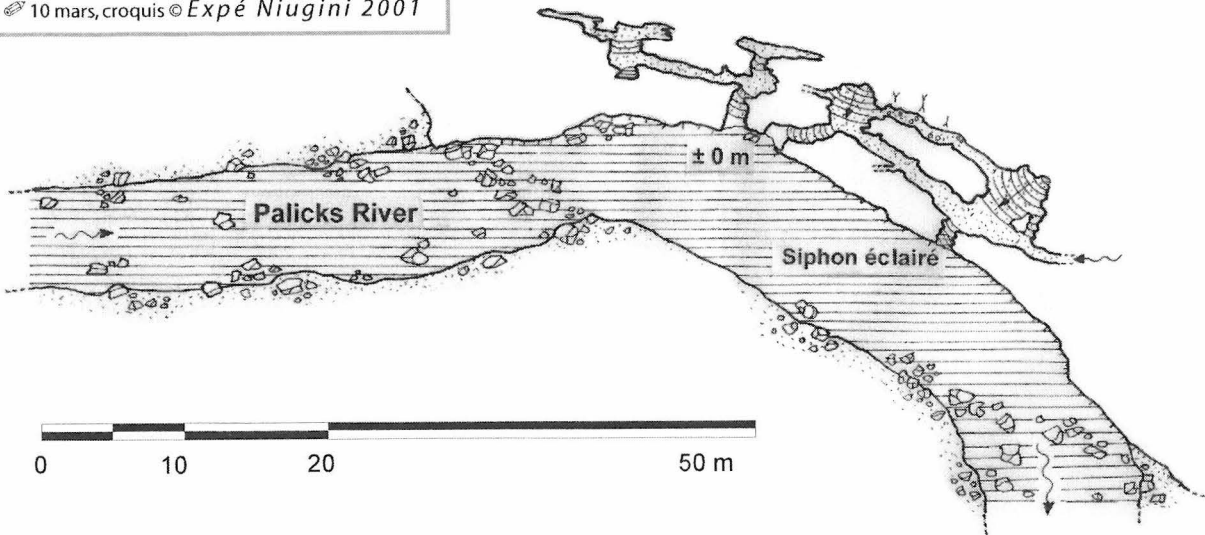 10 mars, croquis © Expé Niugini 2001
± 0 m
Palicks River
Siphon éclairé
0 10 20 50 m